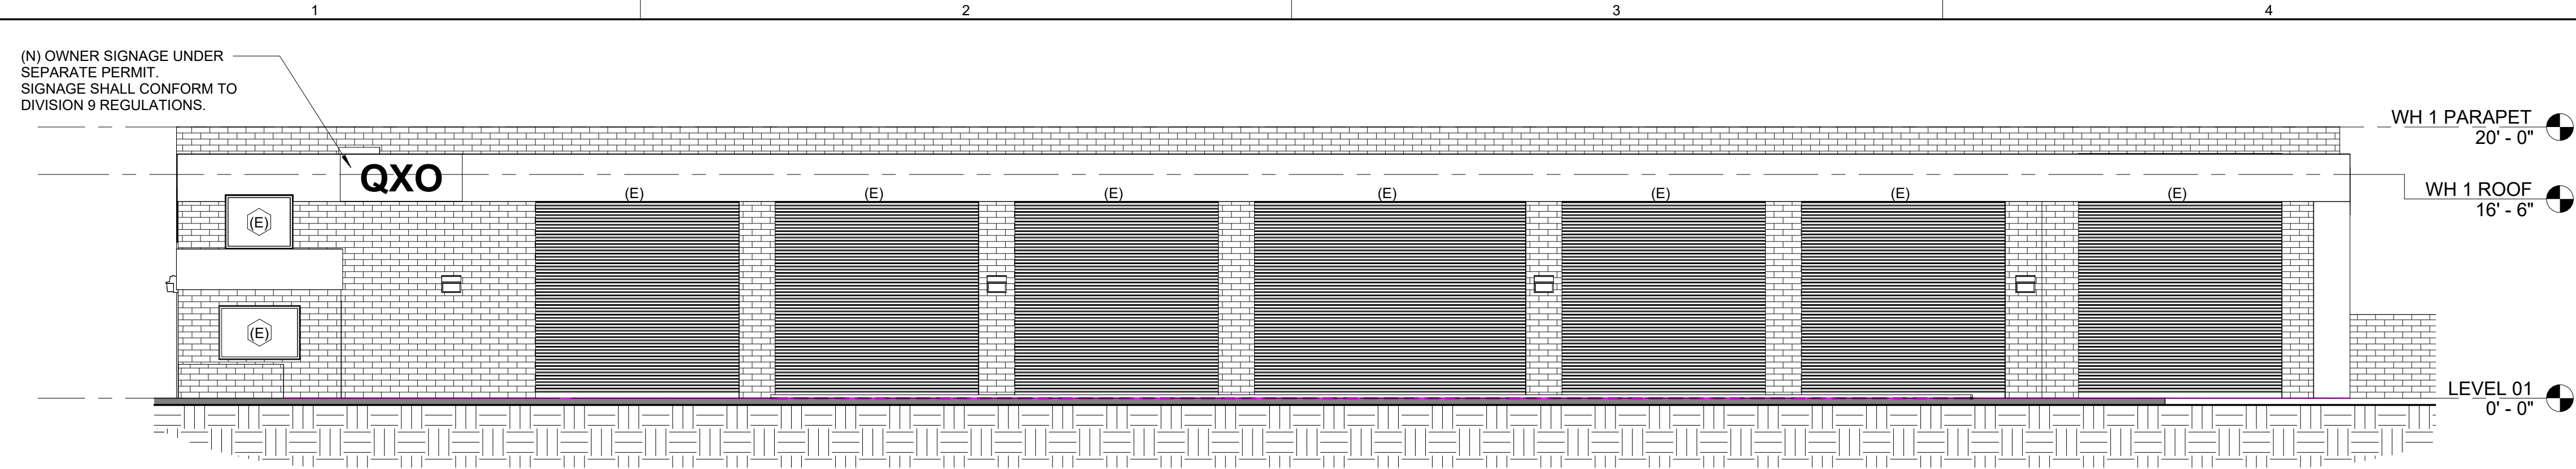 1 2 3 4
(N) OWNER SIGNAGE UNDER
SEPARATE PERMIT.
SIGNAGE SHALL CONFORM TO
DIVISION 9 REGULATIONS.
WH 1 PARAPET
20' - 0"
QXO
WH 1 ROOF
16' - 6"
(E) (E) (E) (E) (E) (E) (E)
(E)
(E)
LEVEL 01
0' - 0"